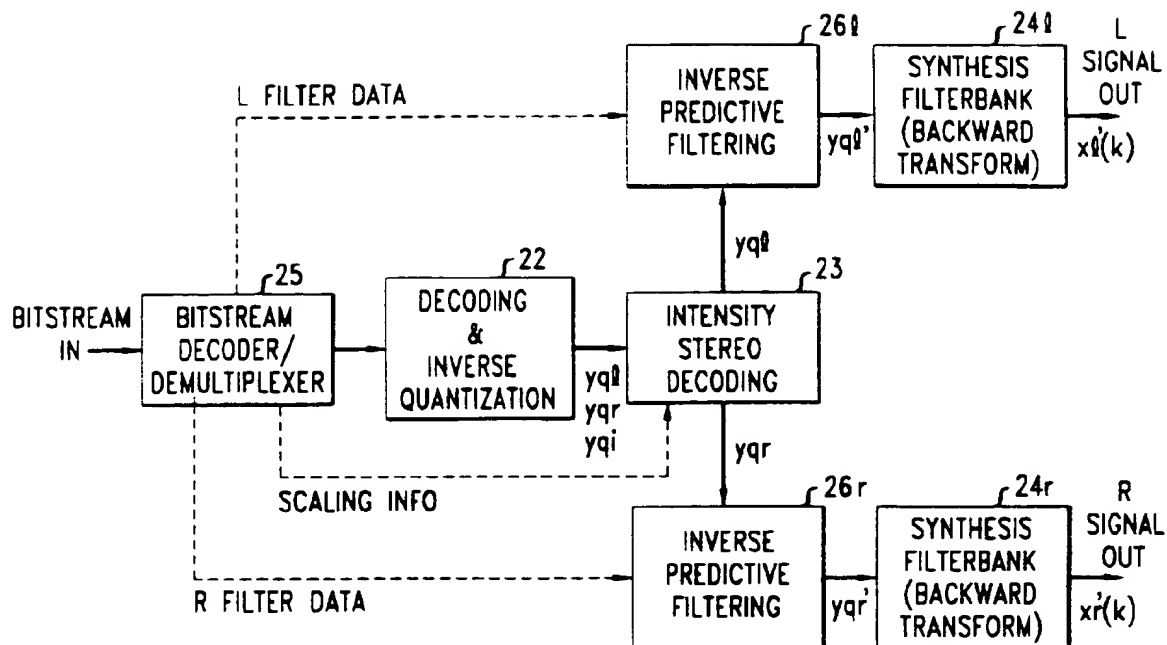 26ℓ
INVERSE
PREDICTIVE
FILTERING
24ℓ
SYNTHESIS
FILTERBANK
(BACKWARD
TRANSFORM)
L
SIGNAL
OUT
xℓ'(k)
L FILTER DATA
yqℓ'
yqℓ
BITSTREAM
IN
25
BITSTREAM
DECODER/
DEMULTIPLEXER
22
DECODING
&
INVERSE
QUANTIZATION
yqℓ
yqr
yqi
23
INTENSITY
STEREO
DECODING
SCALING INFO
yqr
R FILTER DATA
26r
INVERSE
PREDICTIVE
FILTERING
yqr'
24r
SYNTHESIS
FILTERBANK
(BACKWARD
TRANSFORM)
R
SIGNAL
OUT
xr'(k)